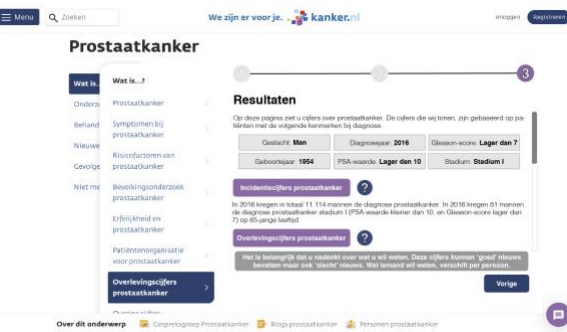 Menu
Zoeken
We zijn er voor je. kanker.nl
Inloggen
Registreren
Prostaatkanker
Wat is.
Onderzo
Behand
Nieuwe
Gevolge
Niet me
Wat is...?
Prostaatkanker
Symptomen bij
prostaatkanker
Risicofactoren van
prostaatkanker
Bevolkingsonderzoek
prostaatkanker
Erfelijkheid en
prostaatkanker
Patiëntenorganisatie
voor prostaatkanker
Overlevingscijfers
prostaatkanker
1 2 3
Resultaten
Op deze pagina ziet u cijfers over prostaatkanker. De cijfers die wij tonen, zijn gebaseerd op pa-
tiënten met de volgende kenmerken bij diagnose
Geslacht: Man
Diagnosejaar: 2016
Gleason-score: Lager dan 7
Geboortejaar: 1954
PSA-waarde: Lager dan 10
Stadium: Stadium I
Incidentiecijfers prostaatkanker ?
In 2016 kregen in totaal 11 114 mannen de diagnose prostaatkanker. In 2016 kregen 81 mannen
de diagnose prostaatkanker stadium I (PSA-waarde kleiner dan 10, en Gleason-score lager dan
7) op 65-jarige leeftijd
Overlevingscijfers prostaatkanker ?
Het is belangrijk dat u nadenkt over wat u wil weten. Deze cijfers kunnen 'goed' nieuws
bevatten maar ook 'slecht' nieuws. Wat iemand wil weten, verschilt per persoon.
Vorige
Over dit onderwerp
Gespreksgroep Prostaatkanker
Blogs prostaatkanker
Personen prostaatkanker